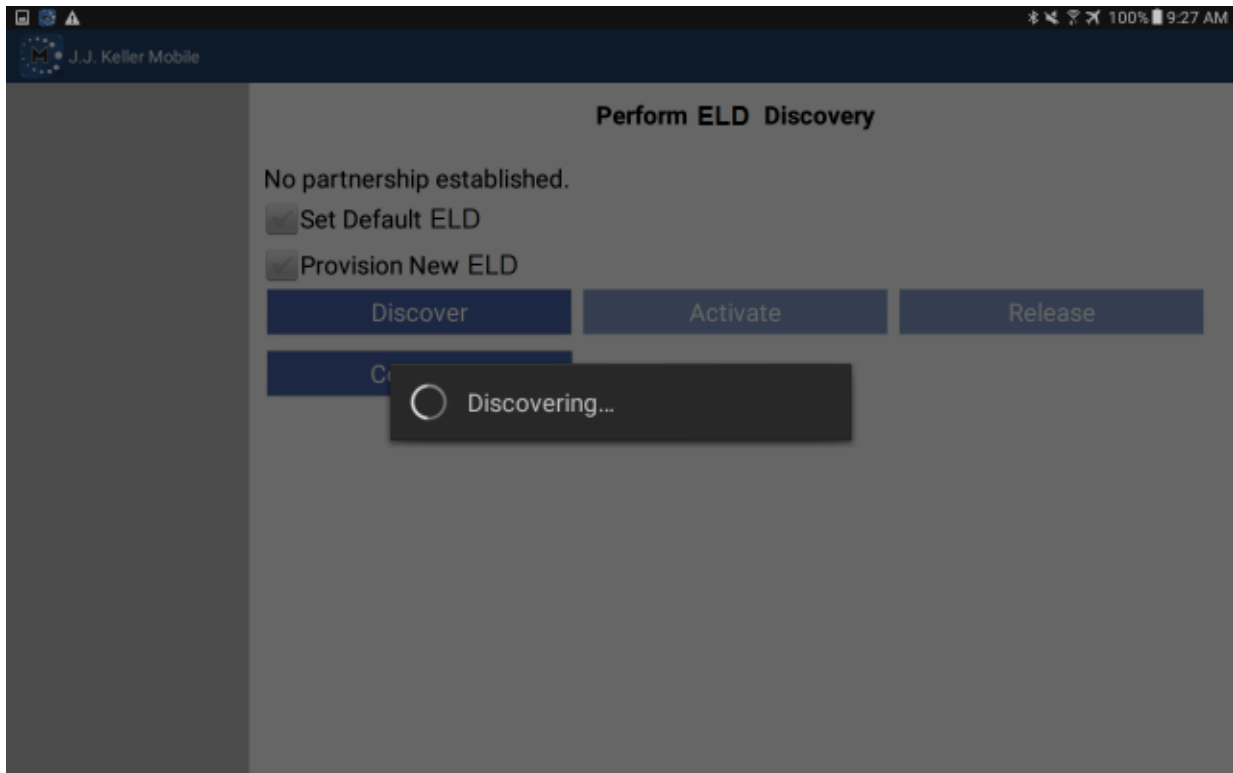 100% 9:27 AM
J.J. Keller Mobile
Perform ELD Discovery
No partnership established.
Set Default ELD
Provision New ELD
Discover Activate Release
Discovering...